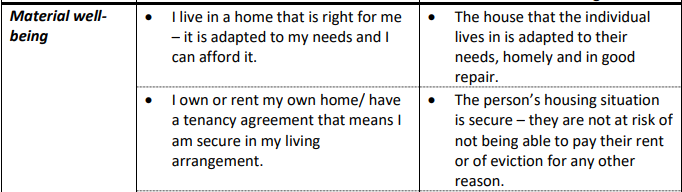 Material well-
being
• I live in a home that is right for me
– it is adapted to my needs and I
can afford it.
• The house that the individual
lives in is adapted to their
needs, homely and in good
repair.
• I own or rent my own home/ have
a tenancy agreement that means I
am secure in my living
arrangement.
• The person’s housing situation
is secure – they are not at risk of
not being able to pay their rent
or of eviction for any other
reason.